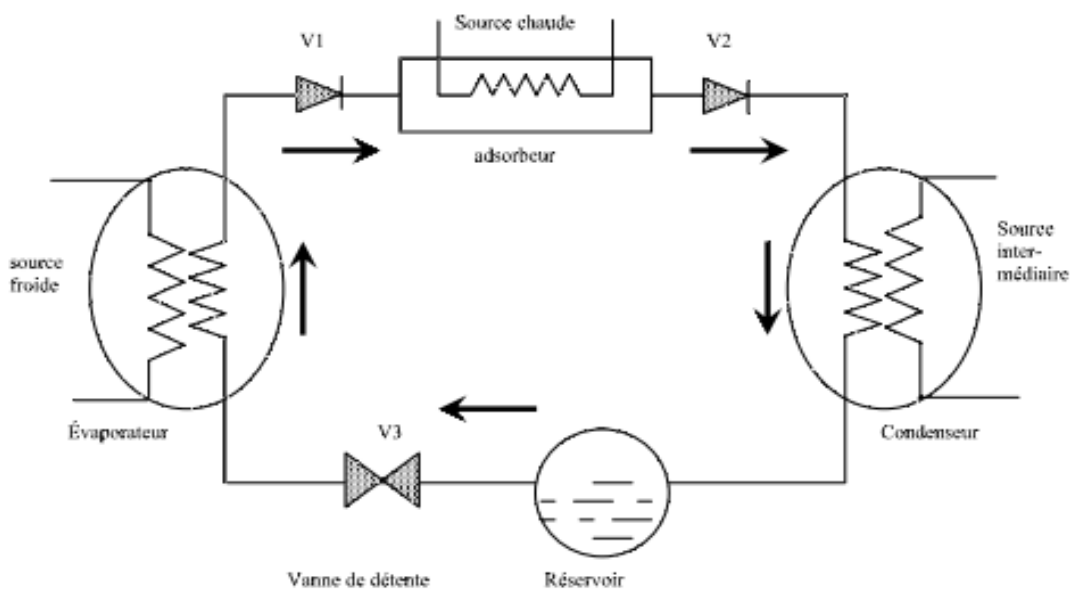 Source chaude
V1
V2
adsorbeur
source
froide
Source
inter-
médiaire
Évaporateur
V3
Condenseur
Vanne de détente
Réservoir